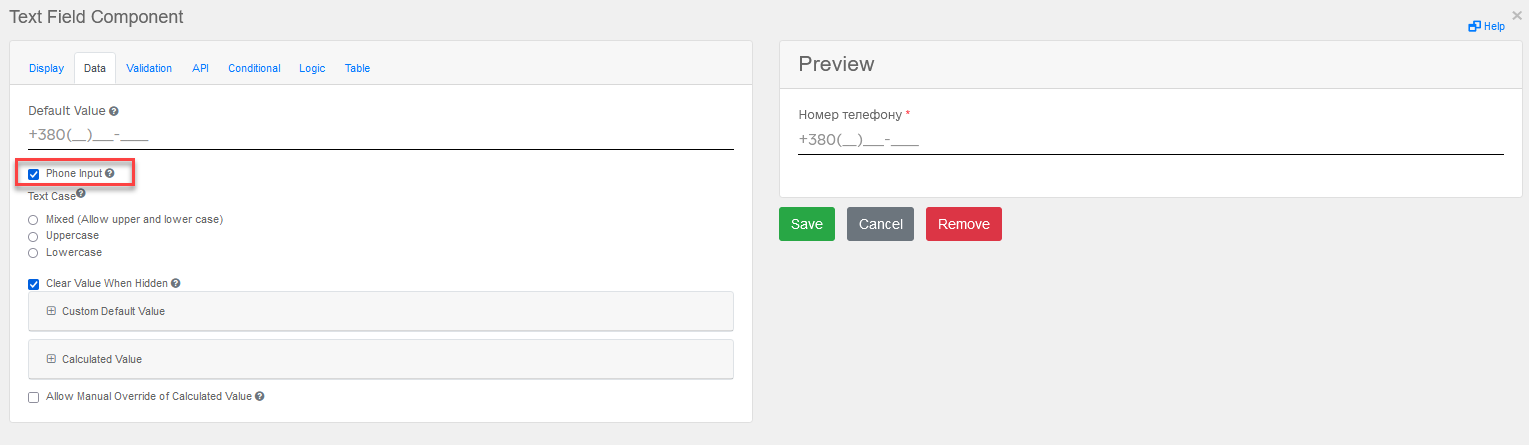 Text Field Component
Help
Display Data Validation API Conditional Logic Table
Default Value
+380(__)___-____
Phone Input
Text Case
Mixed (Allow upper and lower case)
Uppercase
Lowercase
Clear Value When Hidden
Custom Default Value
Calculated Value
Allow Manual Override of Calculated Value
Preview
Номер телефону *
+380(__)___-____
Save Cancel Remove